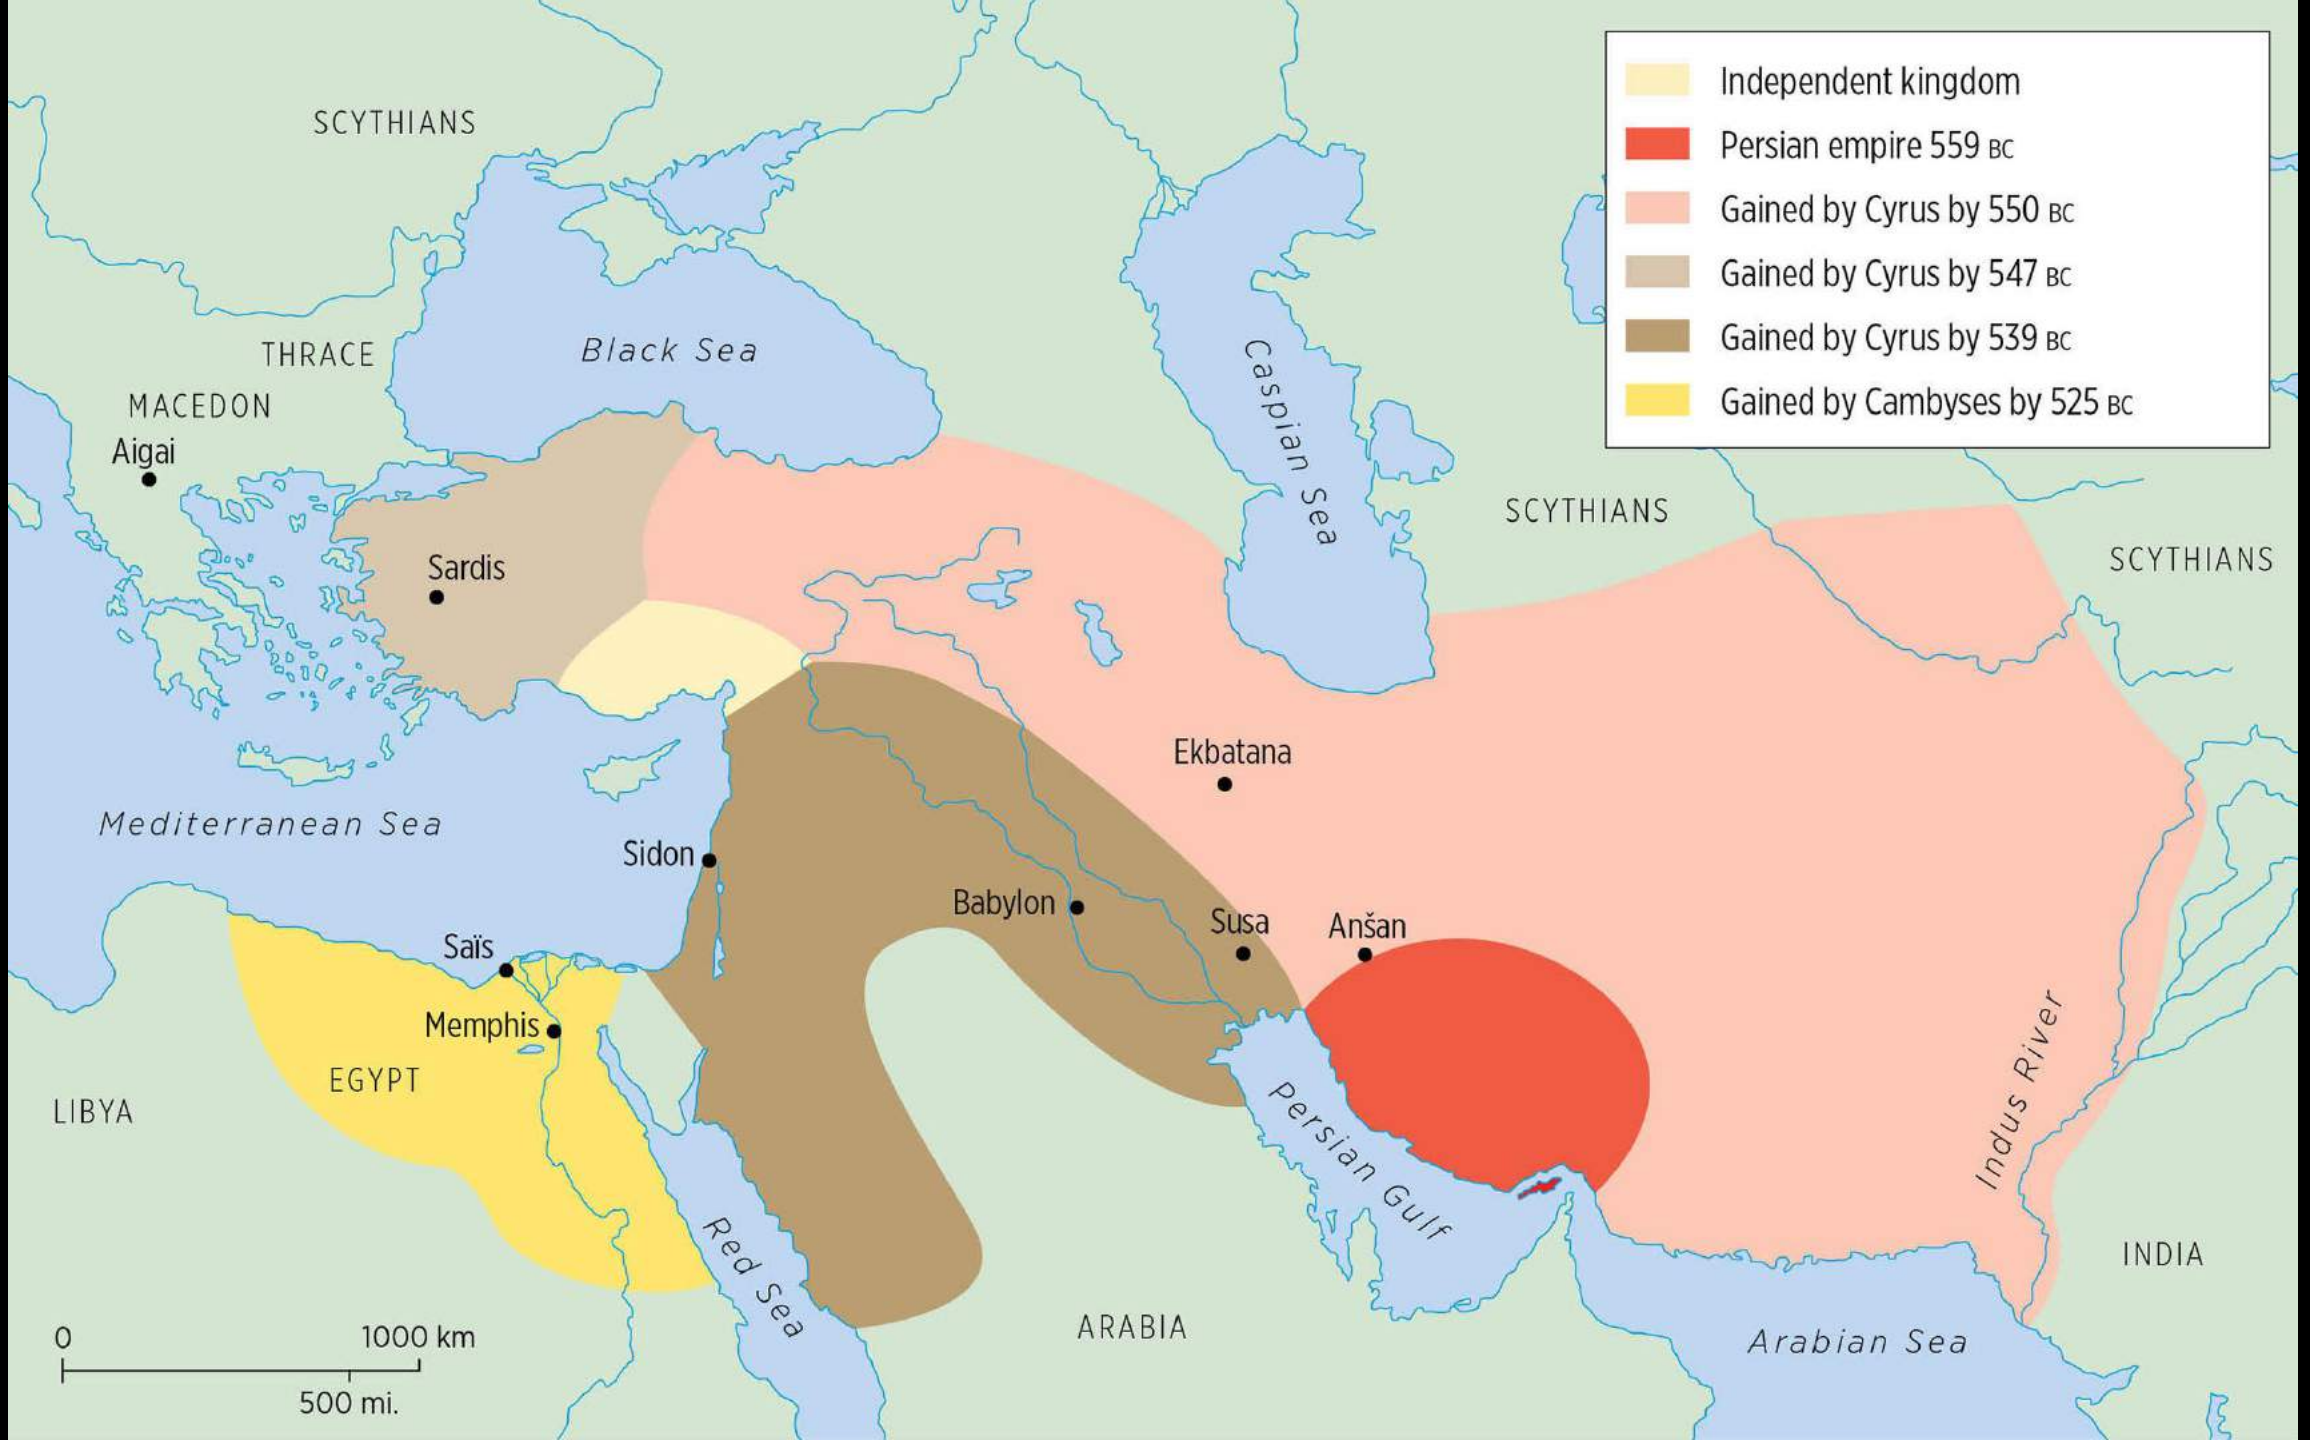 SCYTHIANS
THRACE
MACEDON
Aigai
Black Sea
Caspian Sea
Independent kingdom
Persian empire 559 BC
Gained by Cyrus by 550 BC
Gained by Cyrus by 547 BC
Gained by Cyrus by 539 BC
Gained by Cambyses by 525 BC
SCYTHIANS
SCYTHIANS
Sardis
Ekbatana
Mediterranean Sea
Sidon
Babylon
Susa
Anšan
Saïs
Memphis
EGYPT
LIBYA
Persian Gulf
Indus River
Red Sea
INDIA
ARABIA
Arabian Sea
0 1000 km
500 mi.